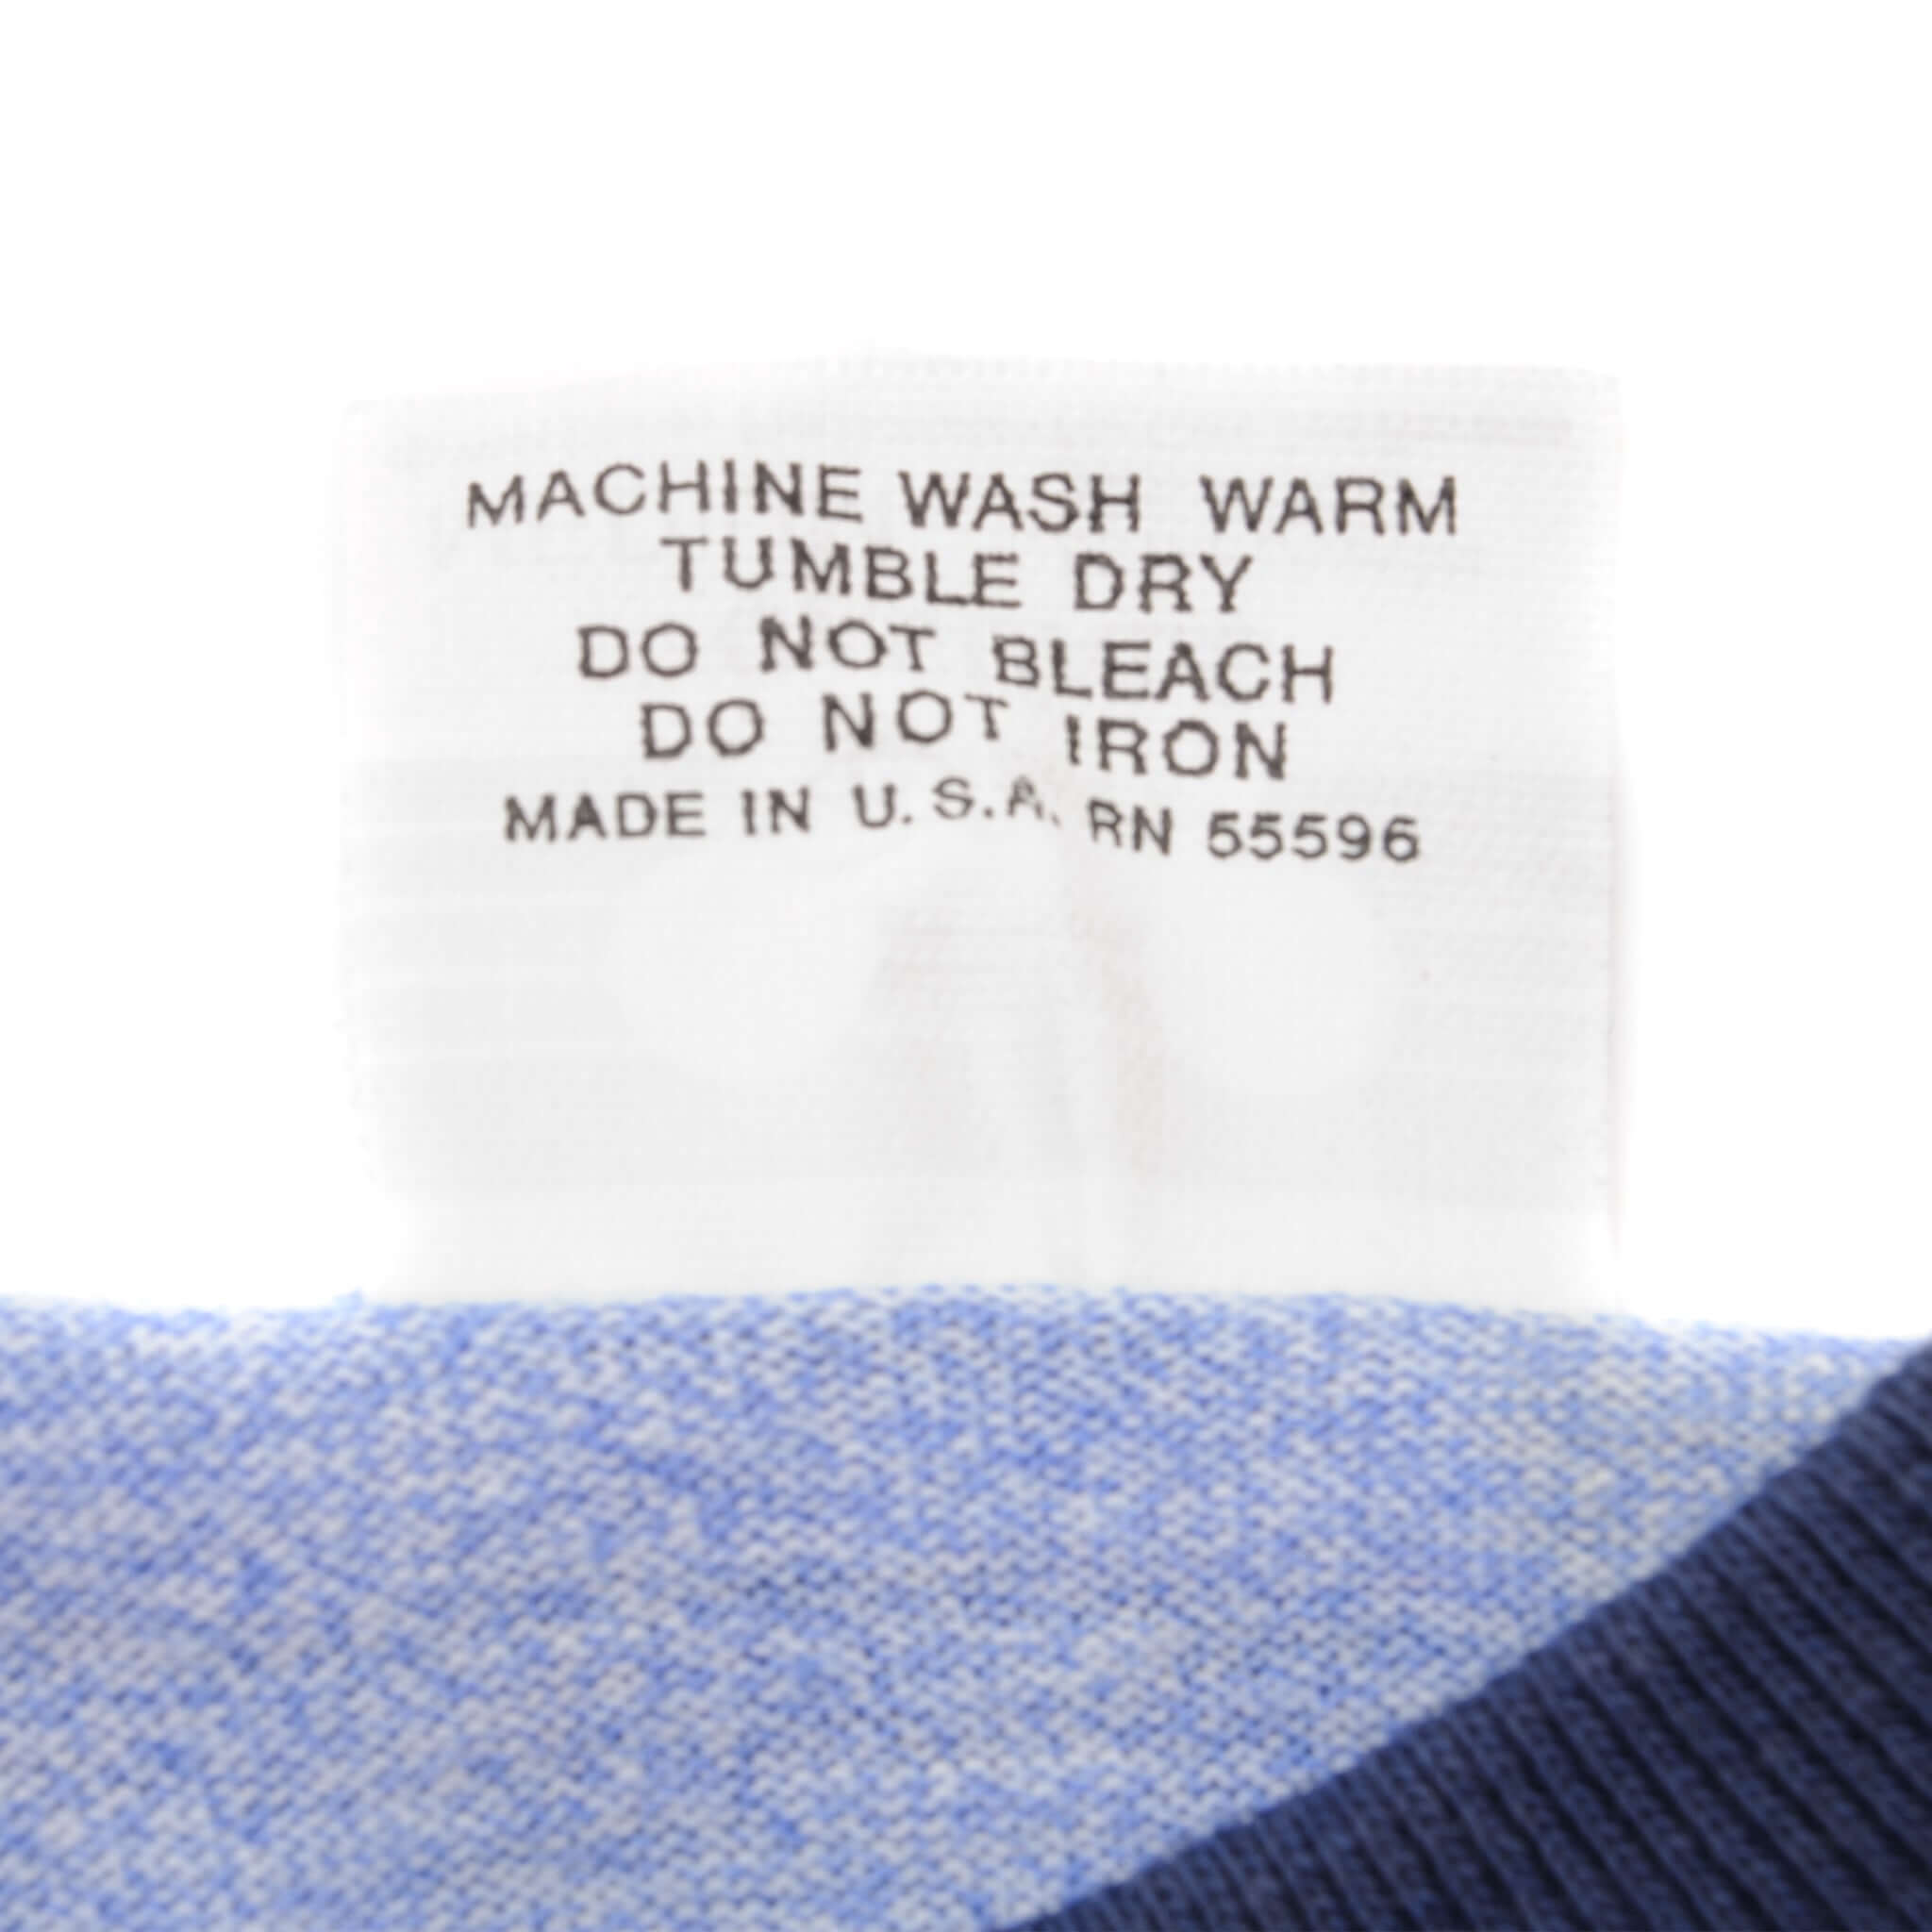 MACHINE WASH WARM
TUMBLE DRY
DO NOT BLEACH
DO NOT IRON
MADE IN U.S.A. RN 55596